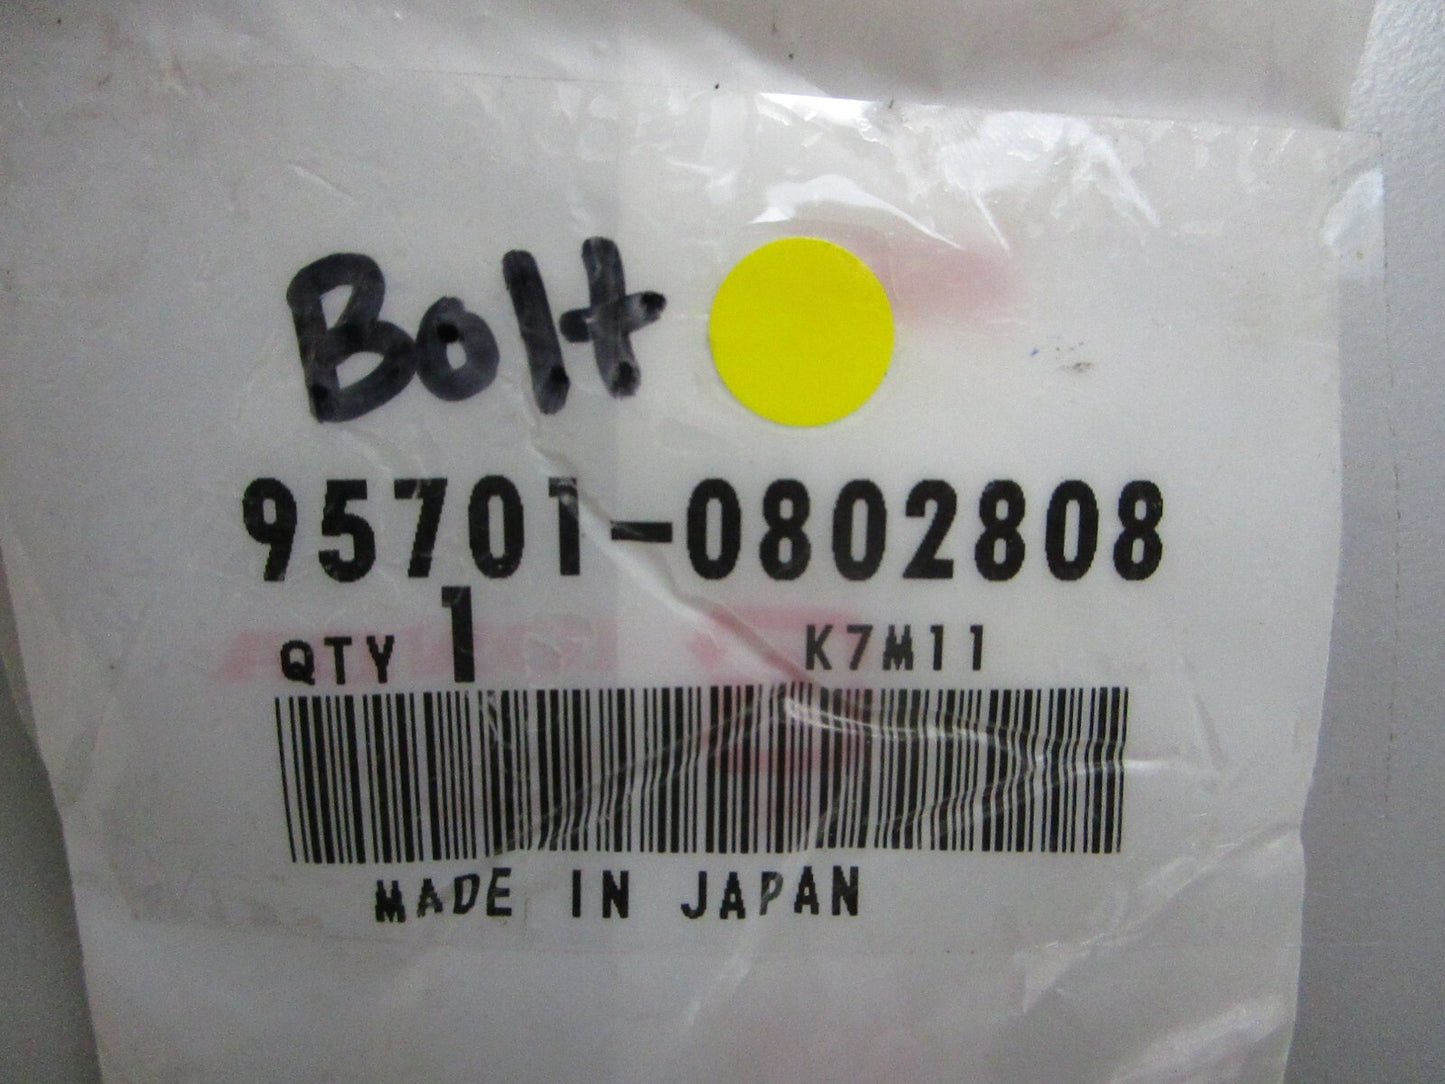 Bolt
95701-0802808
QTY 1 K7M11
MADE IN JAPAN